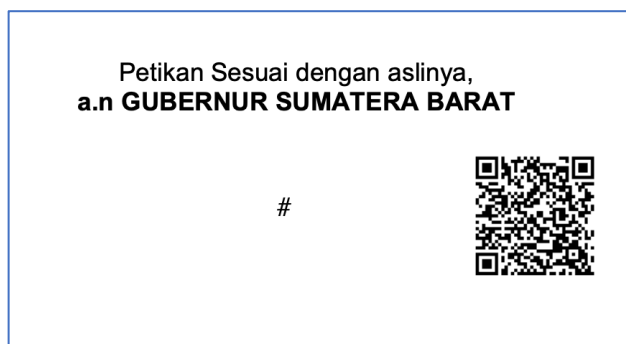 Petikan Sesuai dengan aslinya,
a.n GUBERNUR SUMATERA BARAT
#